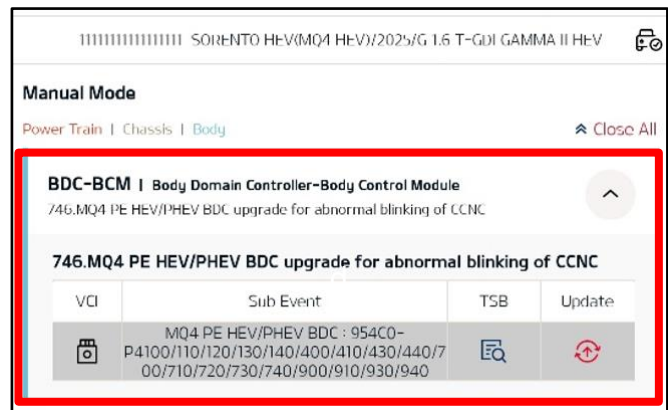 11111111111111111 SORENTO HEV(MQ4 HEV)/2025/G 1.6 T-GDI GAMMA II HEV
Manual Mode
Power Train | Chassis | Body
Close All
BDC-BCM | Body Domain Controller-Body Control Module
746.MQ4 PE HEV/PHEV BDC upgrade for abnormal blinking of CCNC
746.MQ4 PE HEV/PHEV BDC upgrade for abnormal blinking of CCNC
VCI Sub Event TSB Update
MQ4 PE HEV/PHEV BDC : 954C0-
P4100/110/120/130/140/400/410/430/440/7
00/710/720/730/740/900/910/930/940